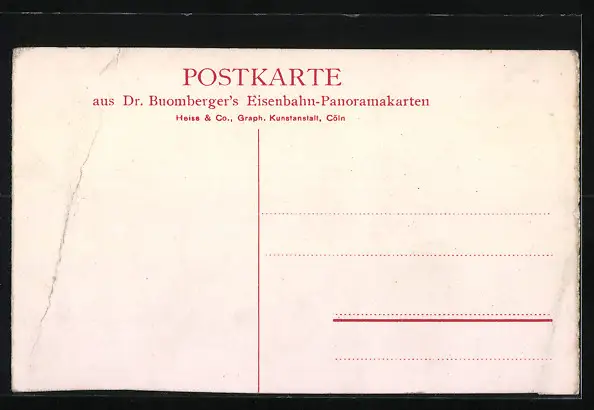 POSTKARTE
aus Dr. Buomberger's Eisenbahn-Panoramakarten
Heiss & Co., Graph. Kunstanstalt, Cöln